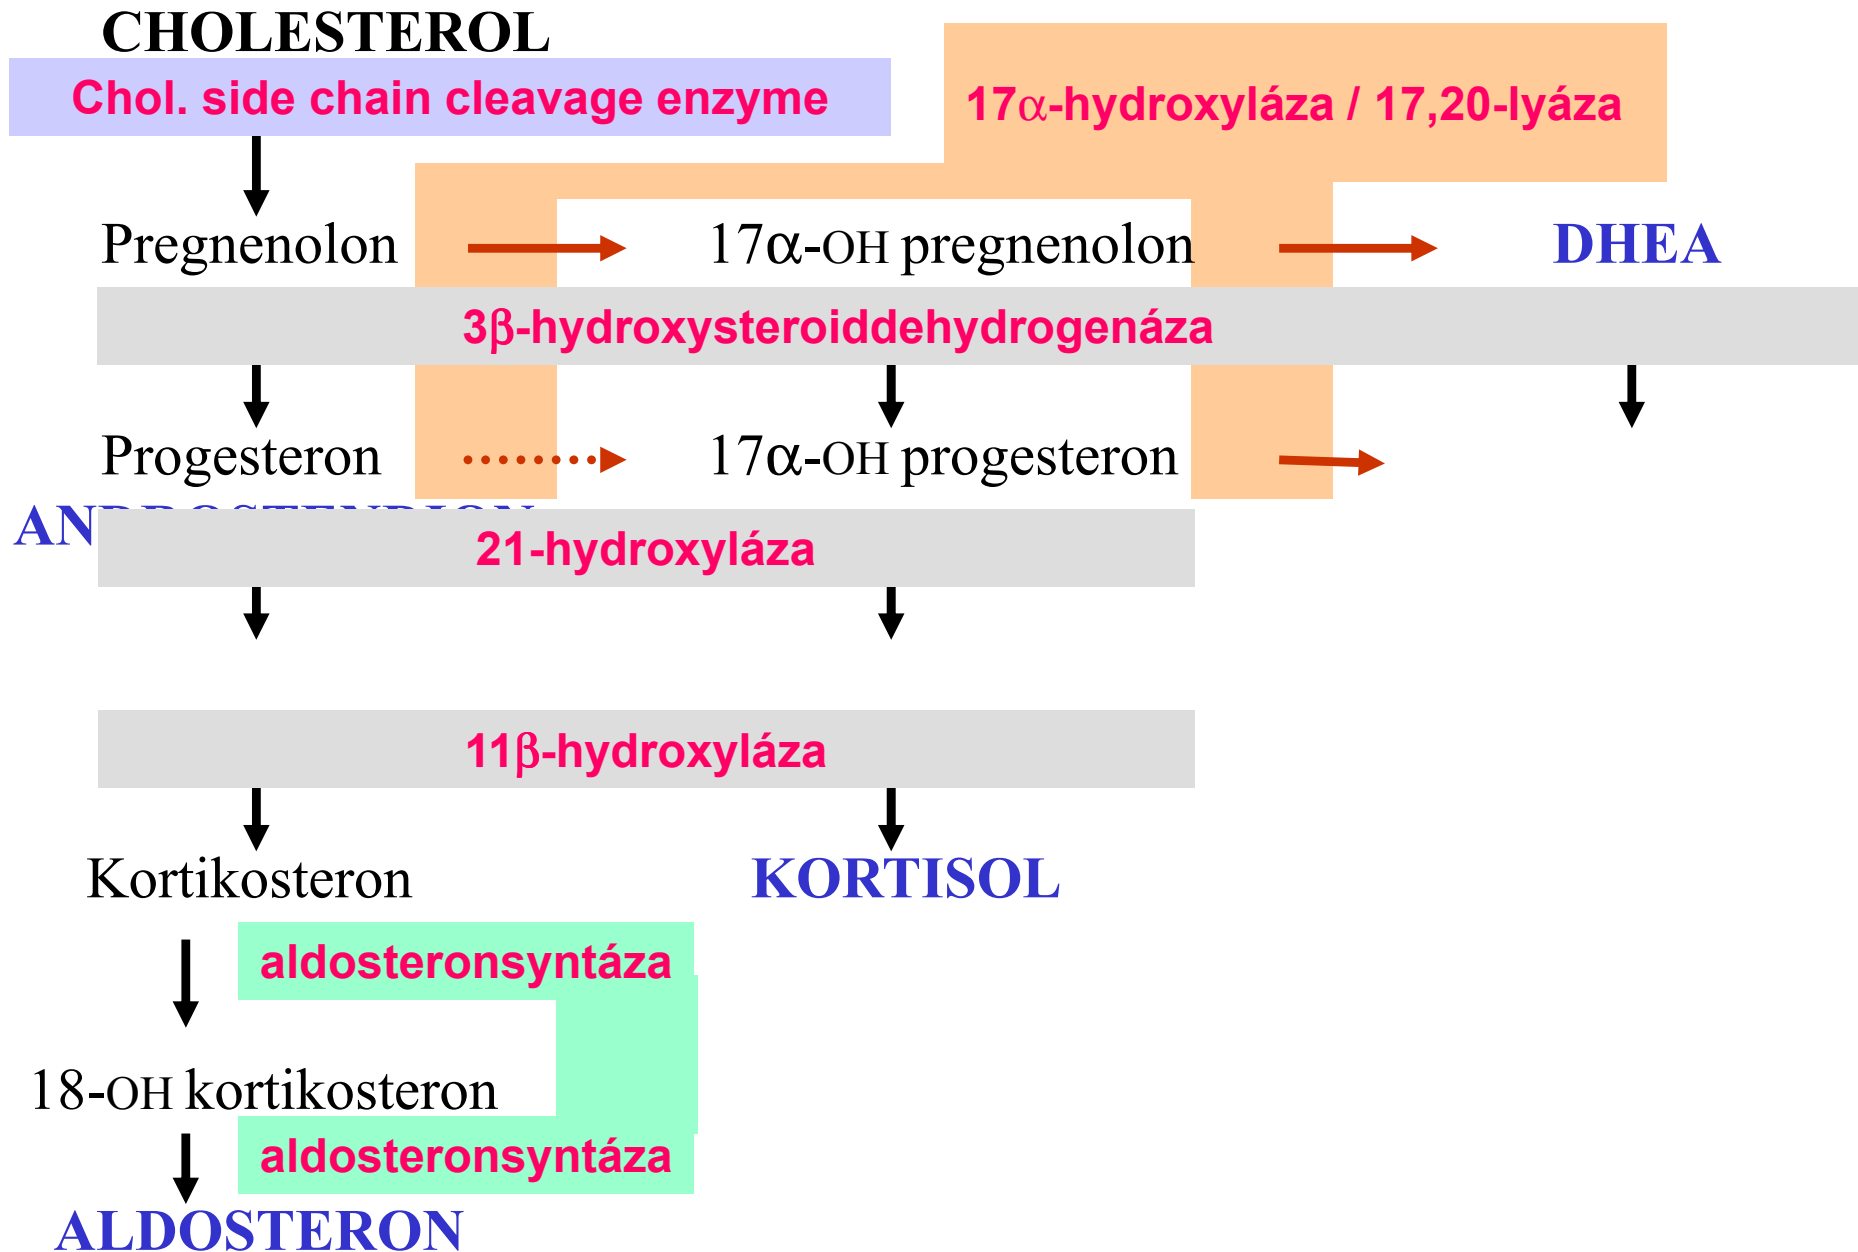 CHOLESTEROL
Chol. side chain cleavage enzyme
17α-hydroxyláza / 17,20-lyáza
Pregnenolon 17α-OH pregnenolon DHEA
3β-hydroxysteroiddehydrogenáza
Progesteron 17α-OH progesteron
ANDROSTENDION
21-hydroxyláza
11β-hydroxyláza
Kortikosteron KORTISOL
aldosteronsyntáza
18-OH kortikosteron
aldosteronsyntáza
ALDOSTERON